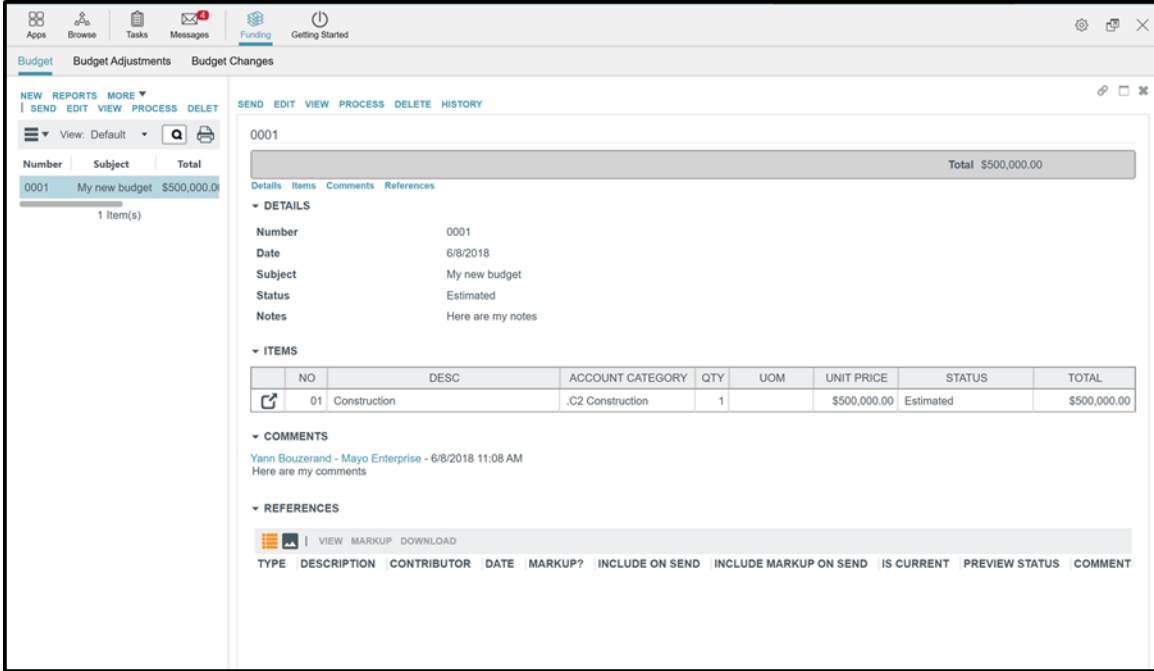 4
Apps Browse Tasks Messages Funding Getting Started
Budget Budget Adjustments Budget Changes
NEW REPORTS MORE
| SEND EDIT VIEW PROCESS DELET
View: Default
Number Subject Total
0001 My new budget $500,000.0
1 Item(s)
SEND EDIT VIEW PROCESS DELETE HISTORY
0001
Total $500,000.00
Details Items Comments References
DETAILS
Number 0001
Date 6/8/2018
Subject My new budget
Status Estimated
Notes Here are my notes
ITEMS
NO DESC ACCOUNT CATEGORY QTY UOM UNIT PRICE STATUS TOTAL
01 Construction .C2 Construction 1 $500,000.00 Estimated $500,000.00
COMMENTS
Yann Bouzerand - Mayo Enterprise - 6/8/2018 11:08 AM
Here are my comments
REFERENCES
| VIEW MARKUP DOWNLOAD
TYPE DESCRIPTION CONTRIBUTOR DATE MARKUP? INCLUDE ON SEND INCLUDE MARKUP ON SEND IS CURRENT PREVIEW STATUS COMMENT